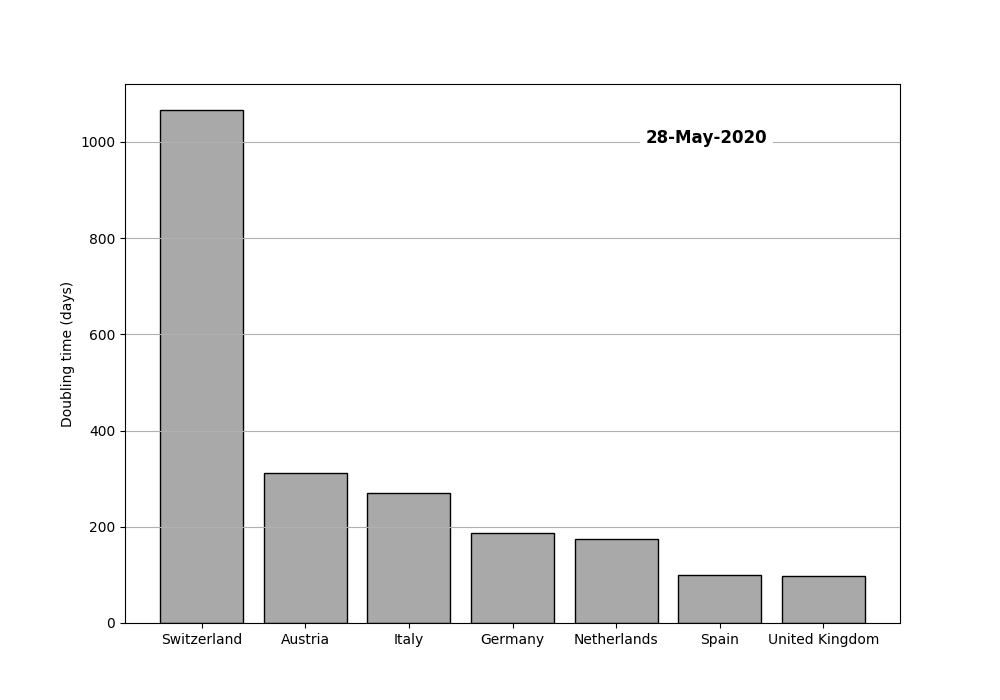 28-May-2020
Doubling time (days)
1000
800
600
400
200
0
Switzerland Austria Italy Germany Netherlands Spain United Kingdom